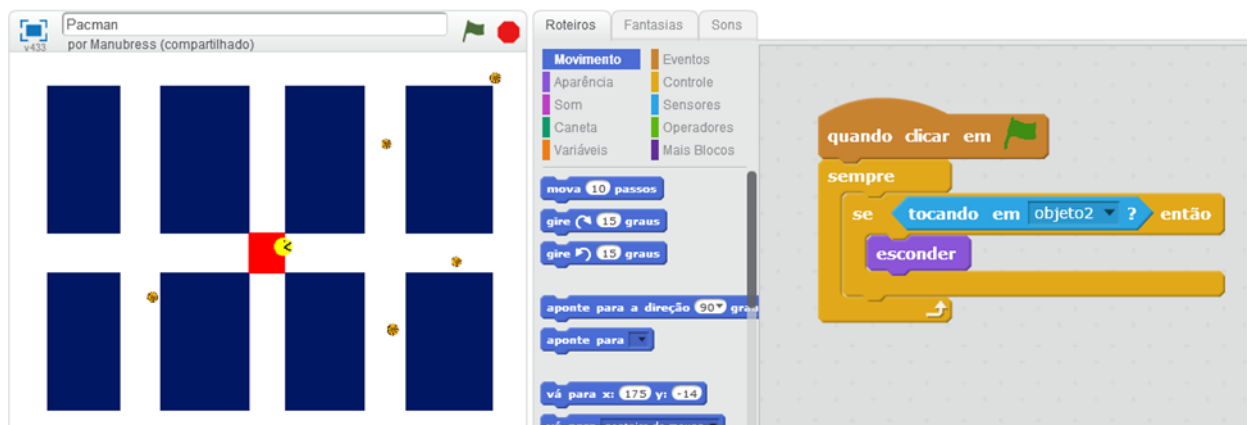 Pacman
v433
por Manubress (compartilhado)
Roteiros Fantasias Sons
Movimento Eventos
Aparência Controle
Som Sensores
Caneta Operadores
Variáveis Mais Blocos
mova 10 passos
gire 15 graus
gire 15 graus
aponte para a direção 90 grau
aponte para
vá para x: 175 y: -14
quando clicar em
sempre
se tocando em objeto2 ? então
esconder